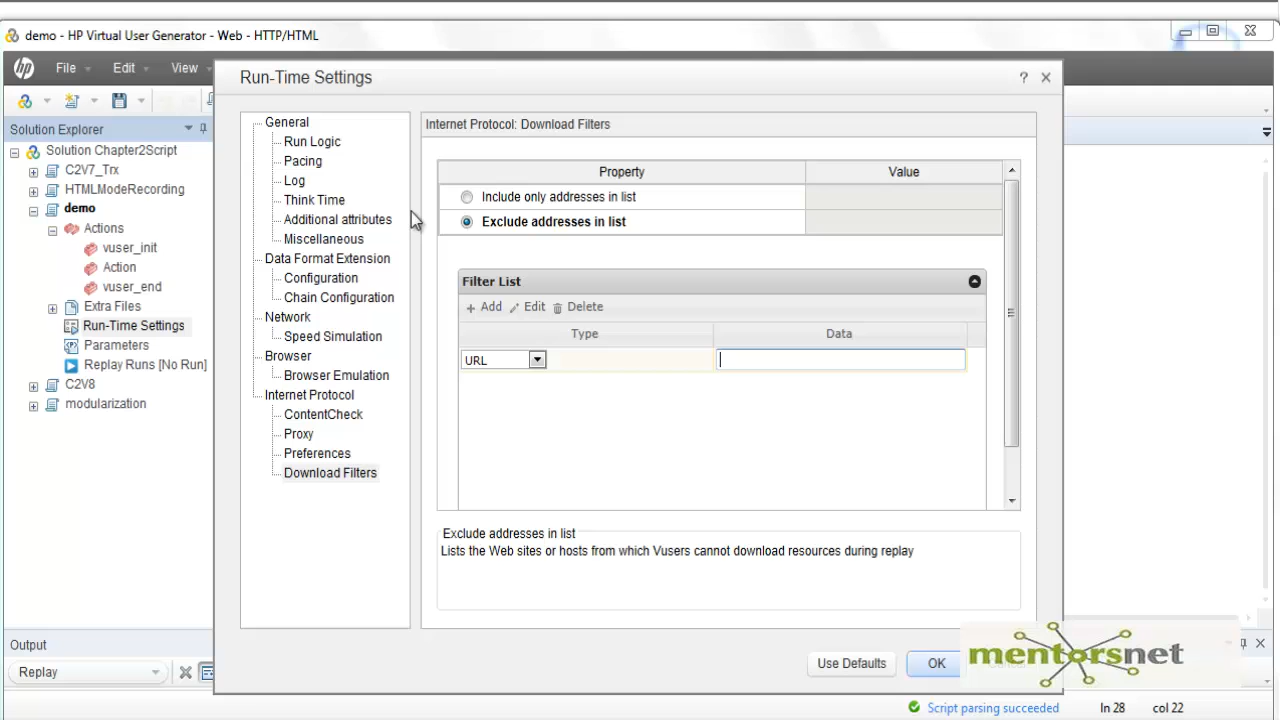 demo - HP Virtual User Generator - Web - HTTP/HTML
hp File Edit View
Run-Time Settings
Solution Explorer
Solution Chapter2Script
C2V7_Trx
HTMLModeRecording
demo
Actions
vuser_init
Action
vuser_end
Extra Files
Run-Time Settings
Parameters
Replay Runs [No Run]
C2V8
modularization
General
Run Logic
Pacing
Log
Think Time
Additional attributes
Miscellaneous
Data Format Extension
Configuration
Chain Configuration
Network
Speed Simulation
Browser
Browser Emulation
Internet Protocol
ContentCheck
Proxy
Preferences
Download Filters
Internet Protocol: Download Filters
Property Value
Include only addresses in list
Exclude addresses in list
Filter List
Add Edit Delete
Type Data
URL
Exclude addresses in list
Lists the Web sites or hosts from which Vusers cannot download resources during replay
Use Defaults OK
mentorsnet
Output
Replay
Script parsing succeeded ln 28 col 22